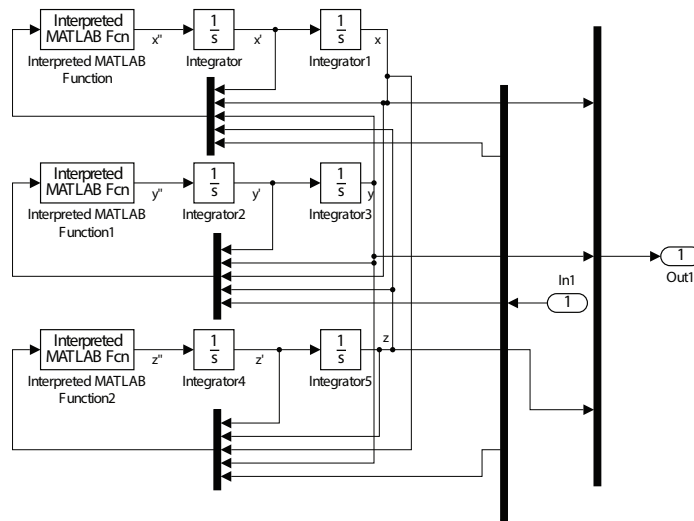 Interpreted
MATLAB Fcn
x"
1
s
x'
1
s
x
Interpreted MATLAB
Function
Integrator
Integrator1
Interpreted
MATLAB Fcn
y"
1
s
y'
1
s
y
Interpreted MATLAB
Function1
Integrator2
Integrator3
In1
1
1
Out1
Interpreted
MATLAB Fcn
z"
1
s
z'
1
s
z
Interpreted MATLAB
Function2
Integrator4
Integrator5